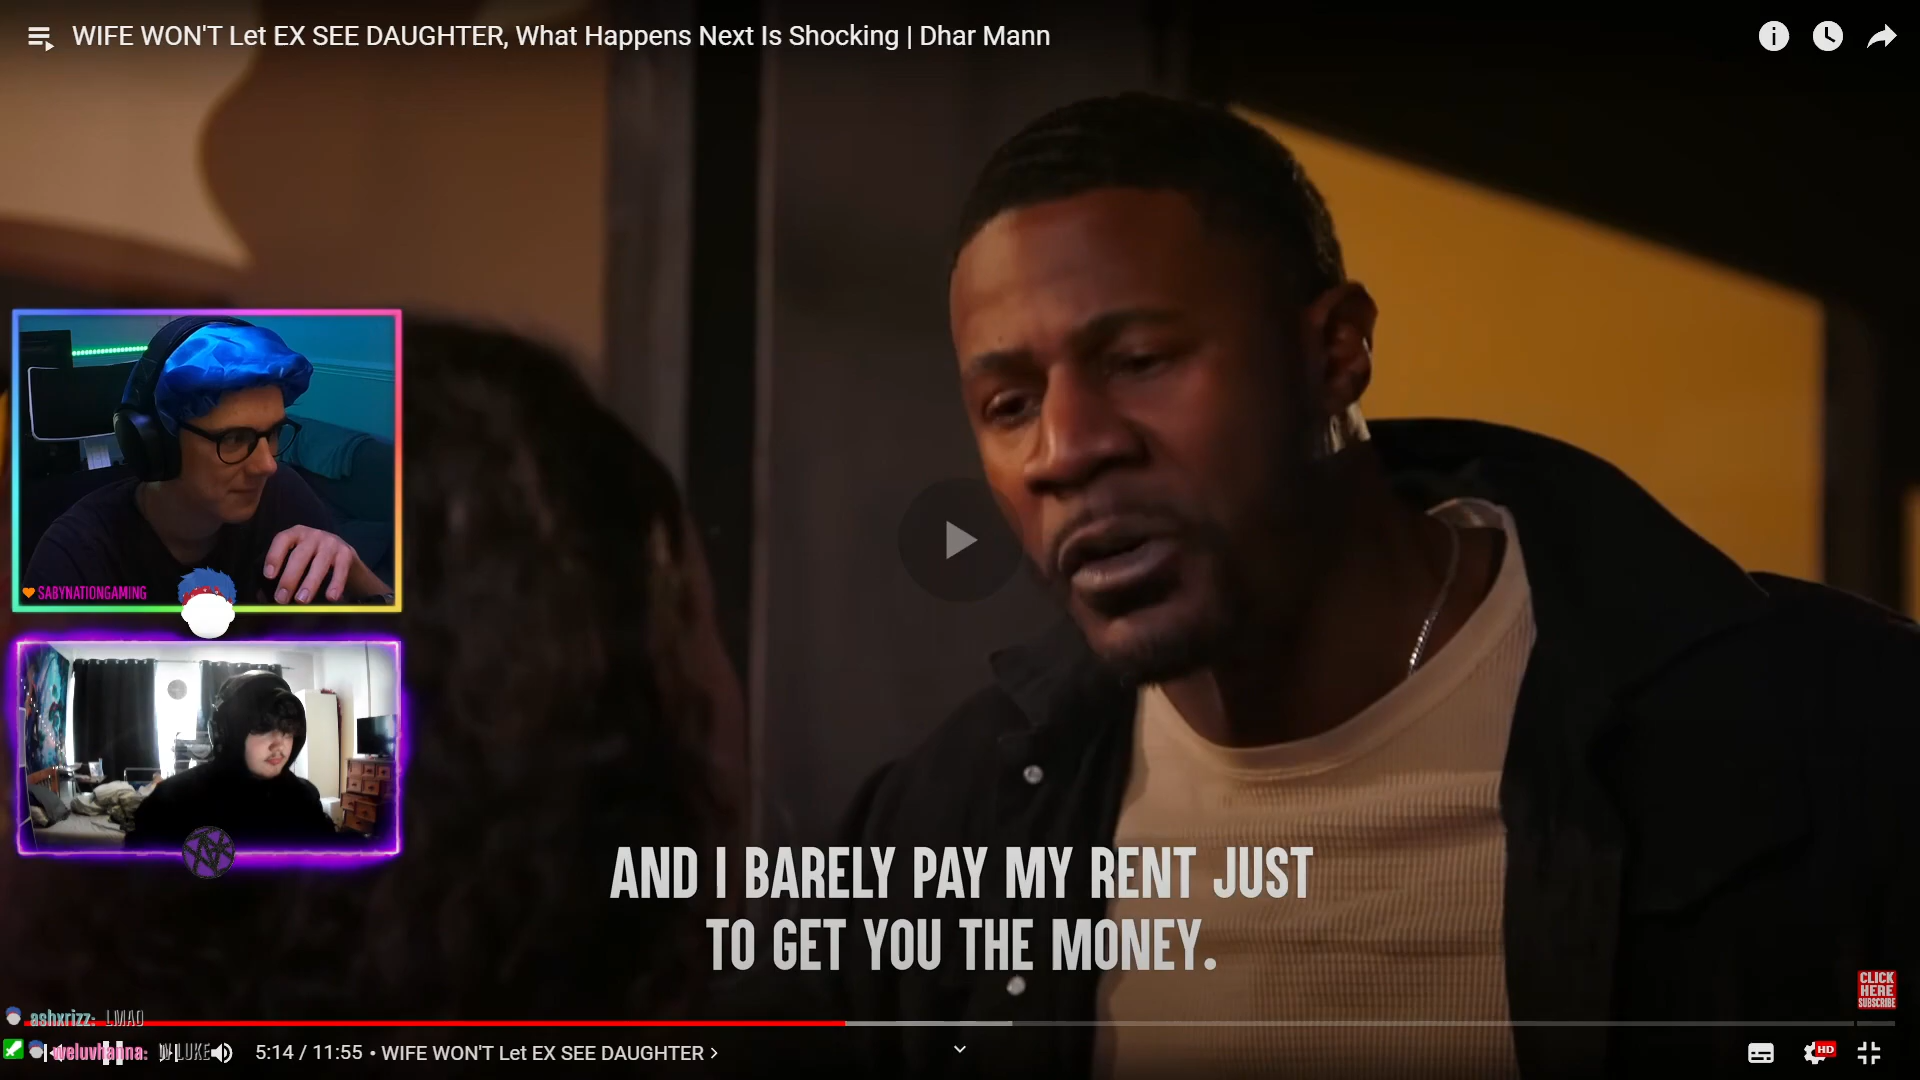 WIFE WON'T Let EX SEE DAUGHTER, What Happens Next Is Shocking | Dhar Mann
SABYNATIONGAMING
AND I BARELY PAY MY RENT JUST
TO GET YOU THE MONEY.
CLICK
HERE
SUBSCRIBE
ashxrizz: LMAO
weluvhanna: W LUKE
5:14 / 11:55 • WIFE WON'T Let EX SEE DAUGHTER >
HD